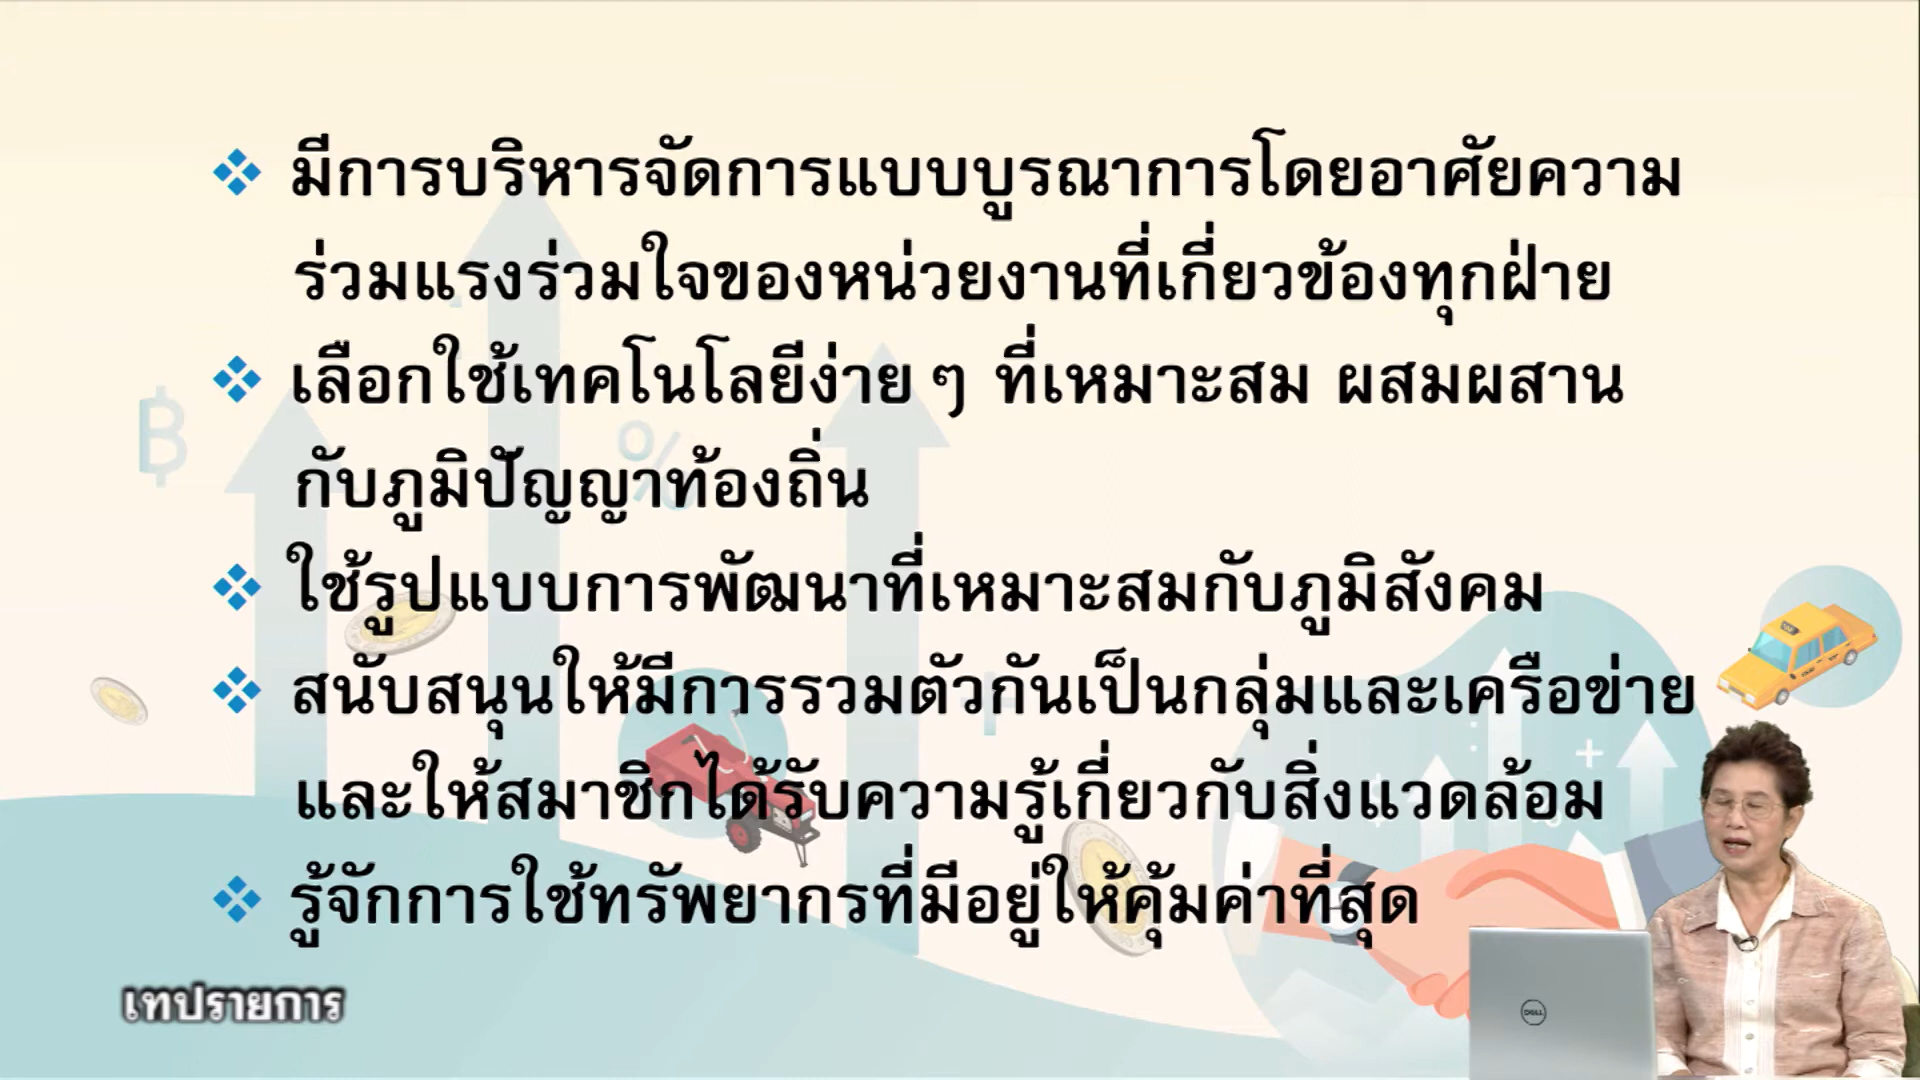 ❖ มีการบริหารจัดการแบบบูรณาการโดยอาศัยความ
ร่วมแรงร่วมใจของหน่วยงานที่เกี่ยวข้องทุกฝ่าย
❖ เลือกใช้เทคโนโลยีง่าย ๆ ที่เหมาะสม ผสมผสาน
กับภูมิปัญญาท้องถิ่น
❖ ใช้รูปแบบการพัฒนาที่เหมาะสมกับภูมิสังคม
❖ สนับสนุนให้มีการรวมตัวกันเป็นกลุ่มและเครือข่าย
และให้สมาชิกได้รับความรู้เกี่ยวกับสิ่งแวดล้อม
❖ รู้จักการใช้ทรัพยากรที่มีอยู่ให้คุ้มค่าที่สุด
เทปรายการ
DELL